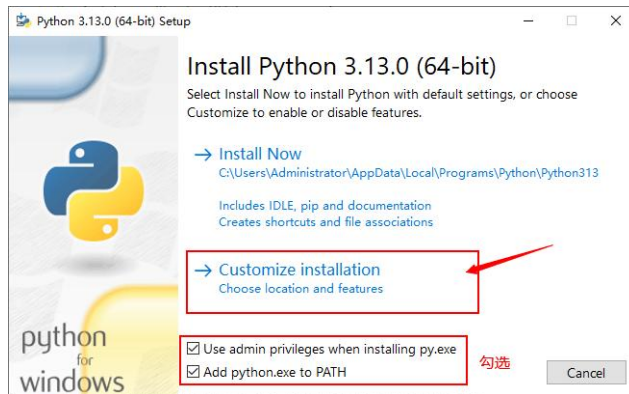 Python 3.13.0 (64-bit) Setup
Install Python 3.13.0 (64-bit)
Select Install Now to install Python with default settings, or choose
Customize to enable or disable features.
Install Now
C:\Users\Administrator\AppData\Local\Programs\Python\Python313
Includes IDLE, pip and documentation
Creates shortcuts and file associations
Customize installation
Choose location and features
Use admin privileges when installing py.exe
Add python.exe to PATH
勾选
Cancel
python
for
windows